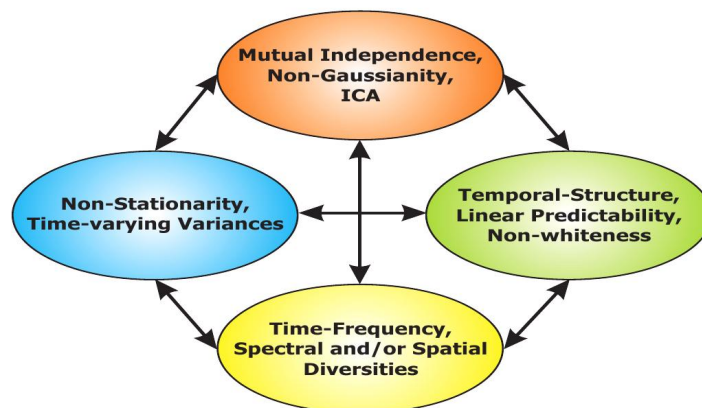 Mutual Independence,
Non-Gaussianity,
ICA
Non-Stationarity,
Time-varying Variances
Temporal-Structure,
Linear Predictability,
Non-whiteness
Time-Frequency,
Spectral and/or Spatial
Diversities